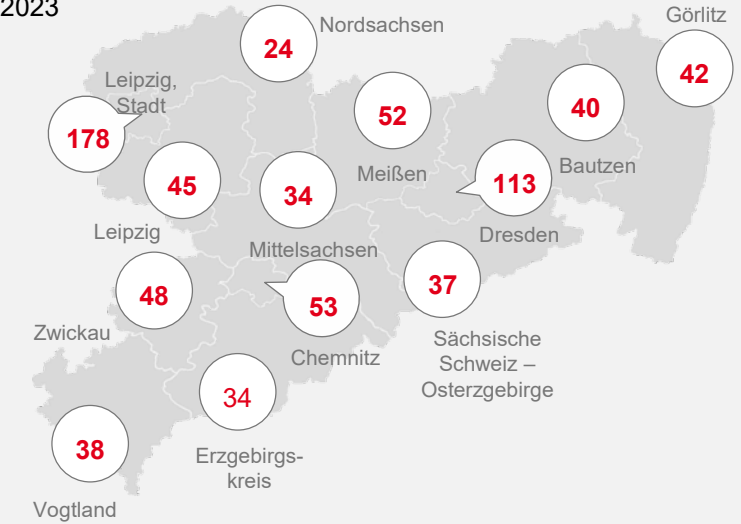 2023
Görlitz
Nordsachsen
24
42
Leipzig,
Stadt
178
52
40
Meißen
Bautzen
45
34
113
Leipzig
Mittelsachsen
Dresden
48
53
37
Zwickau
Chemnitz
Sächsische
Schweiz –
Osterzgebirge
34
Erzgebirgs-
kreis
38
Vogtland